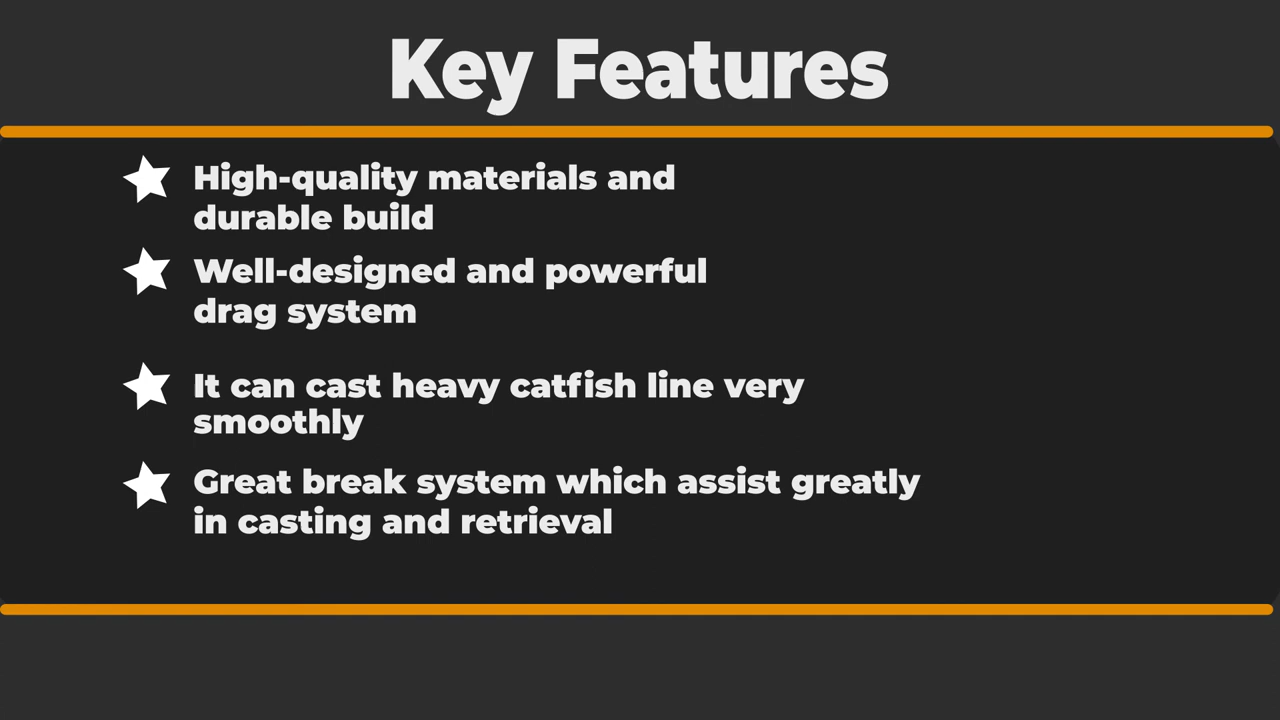 Key Features
High-quality materials and
durable build
Well-designed and powerful
drag system
It can cast heavy catfish line very
smoothly
Great break system which assist greatly
in casting and retrieval